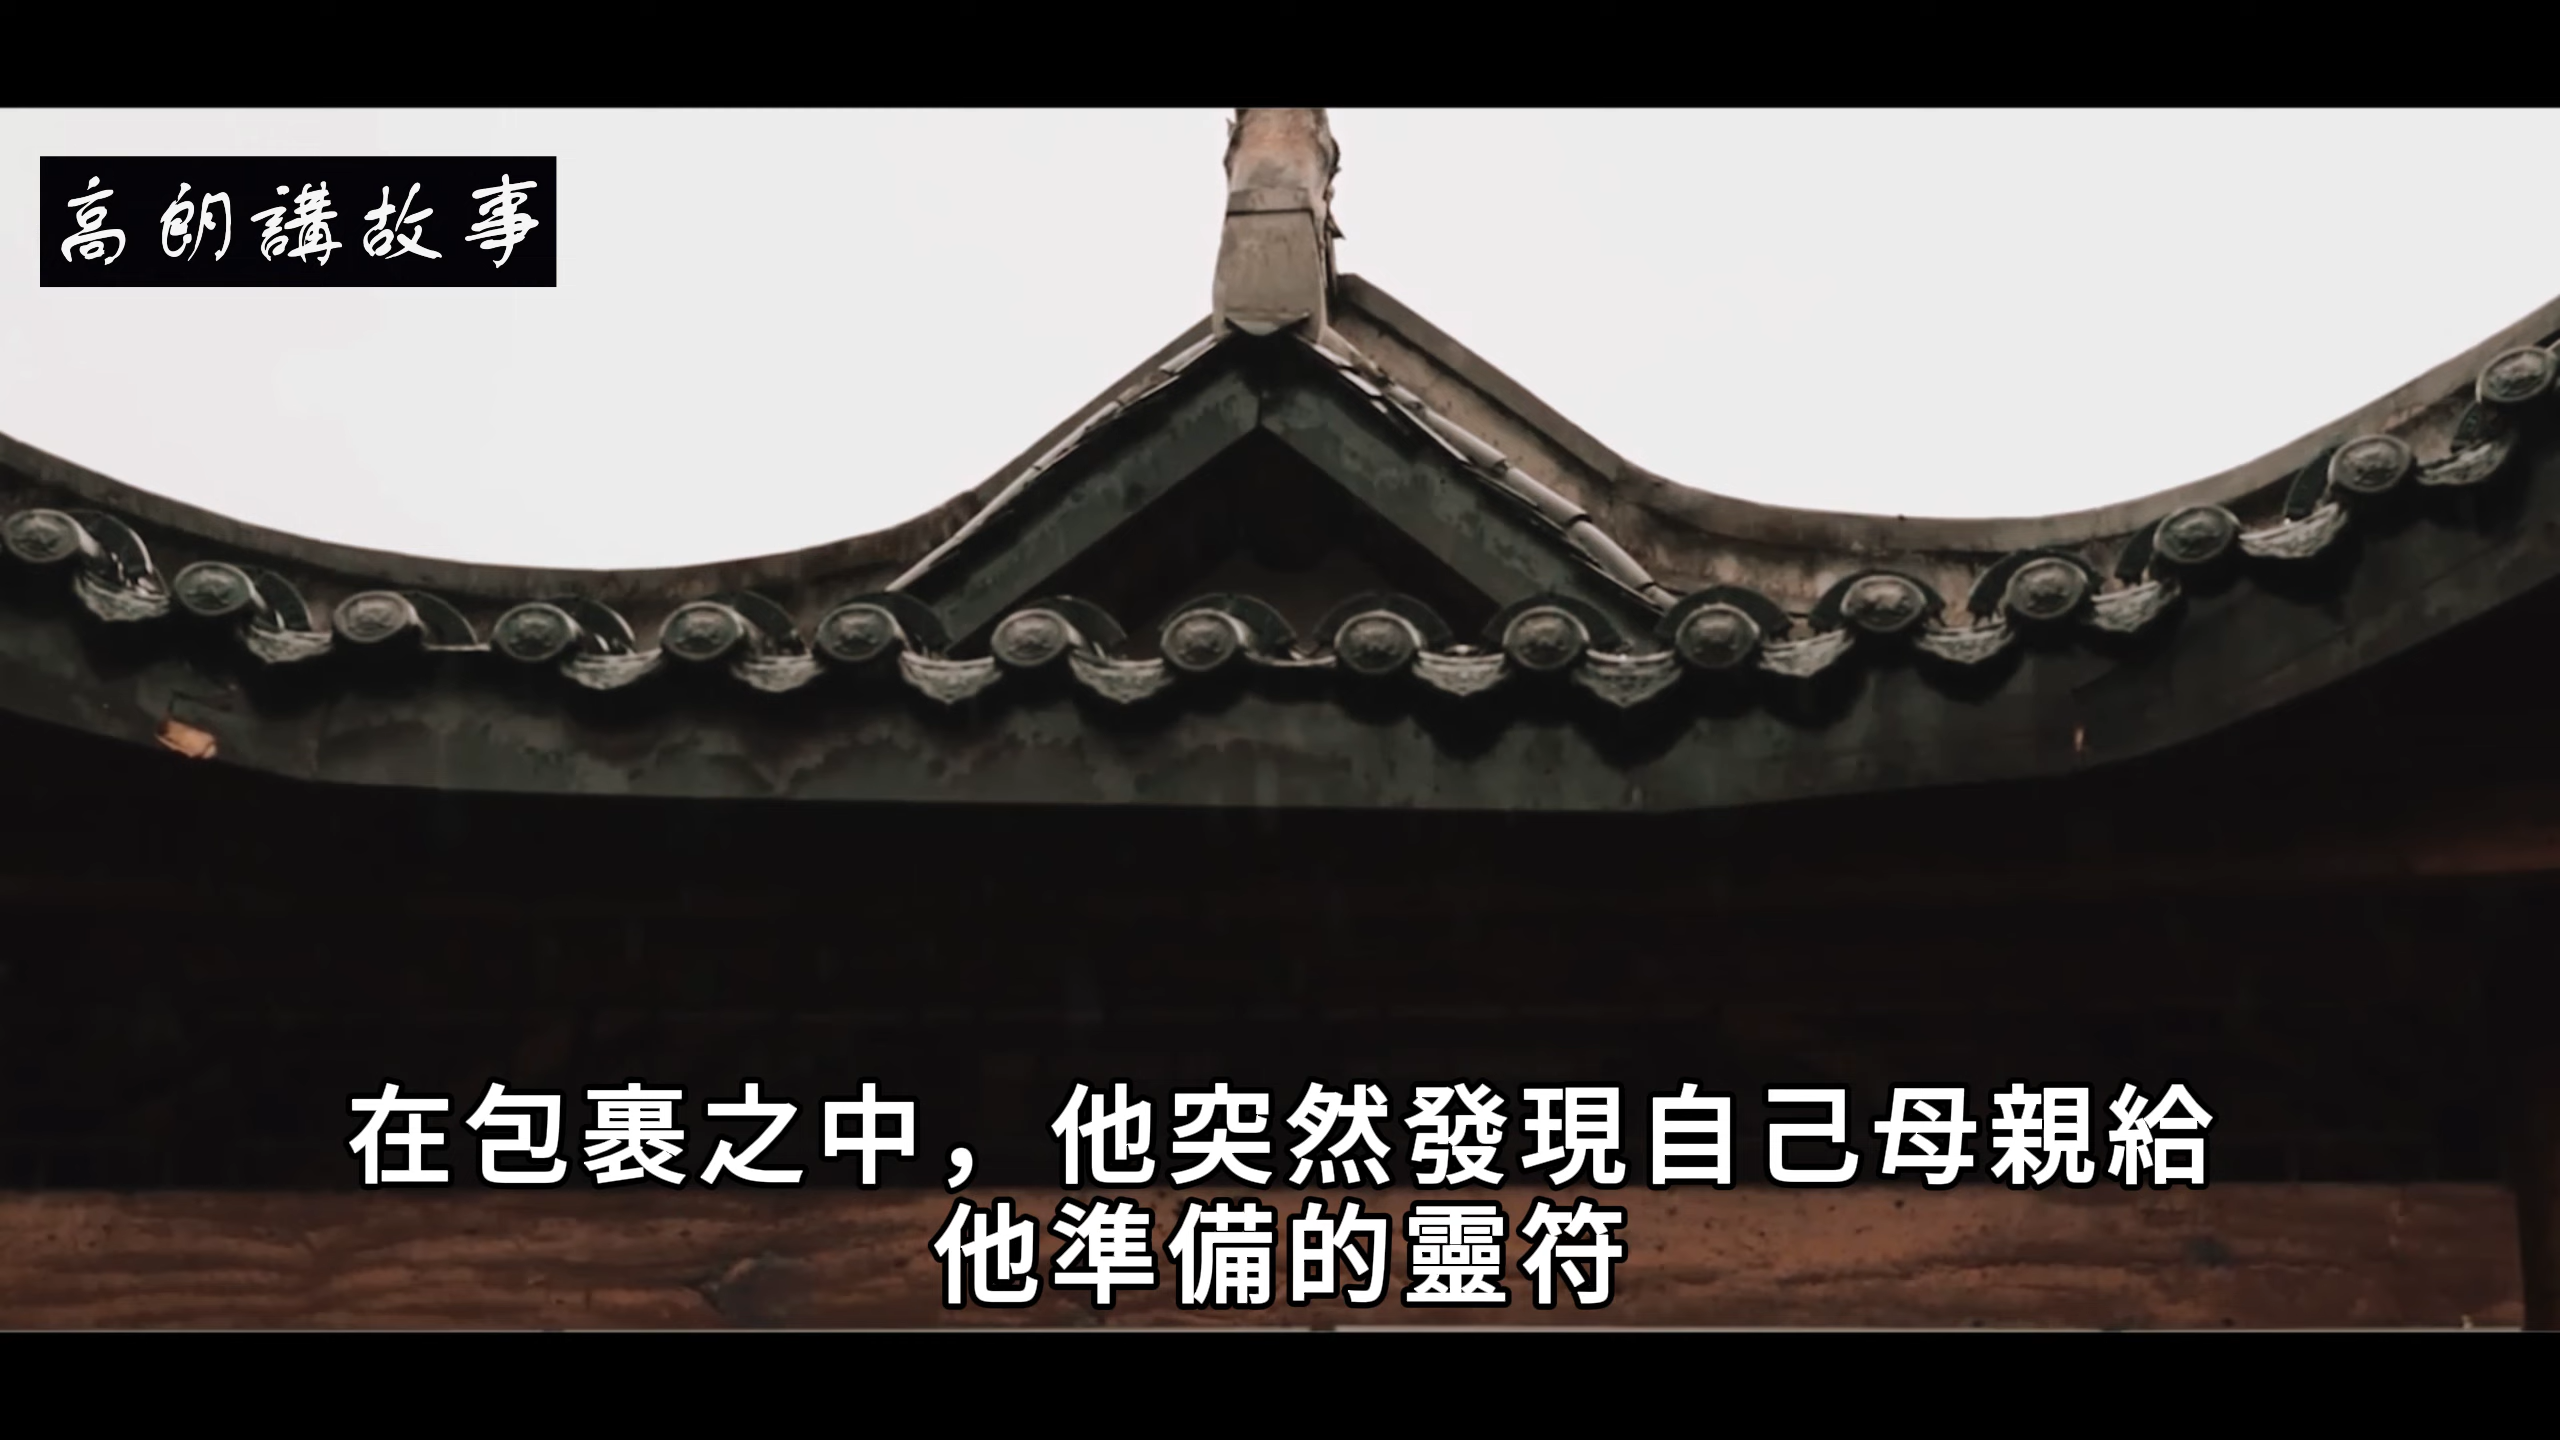 高朗講故事
在包裹之中，他突然發現自己母親給
他準備的靈符